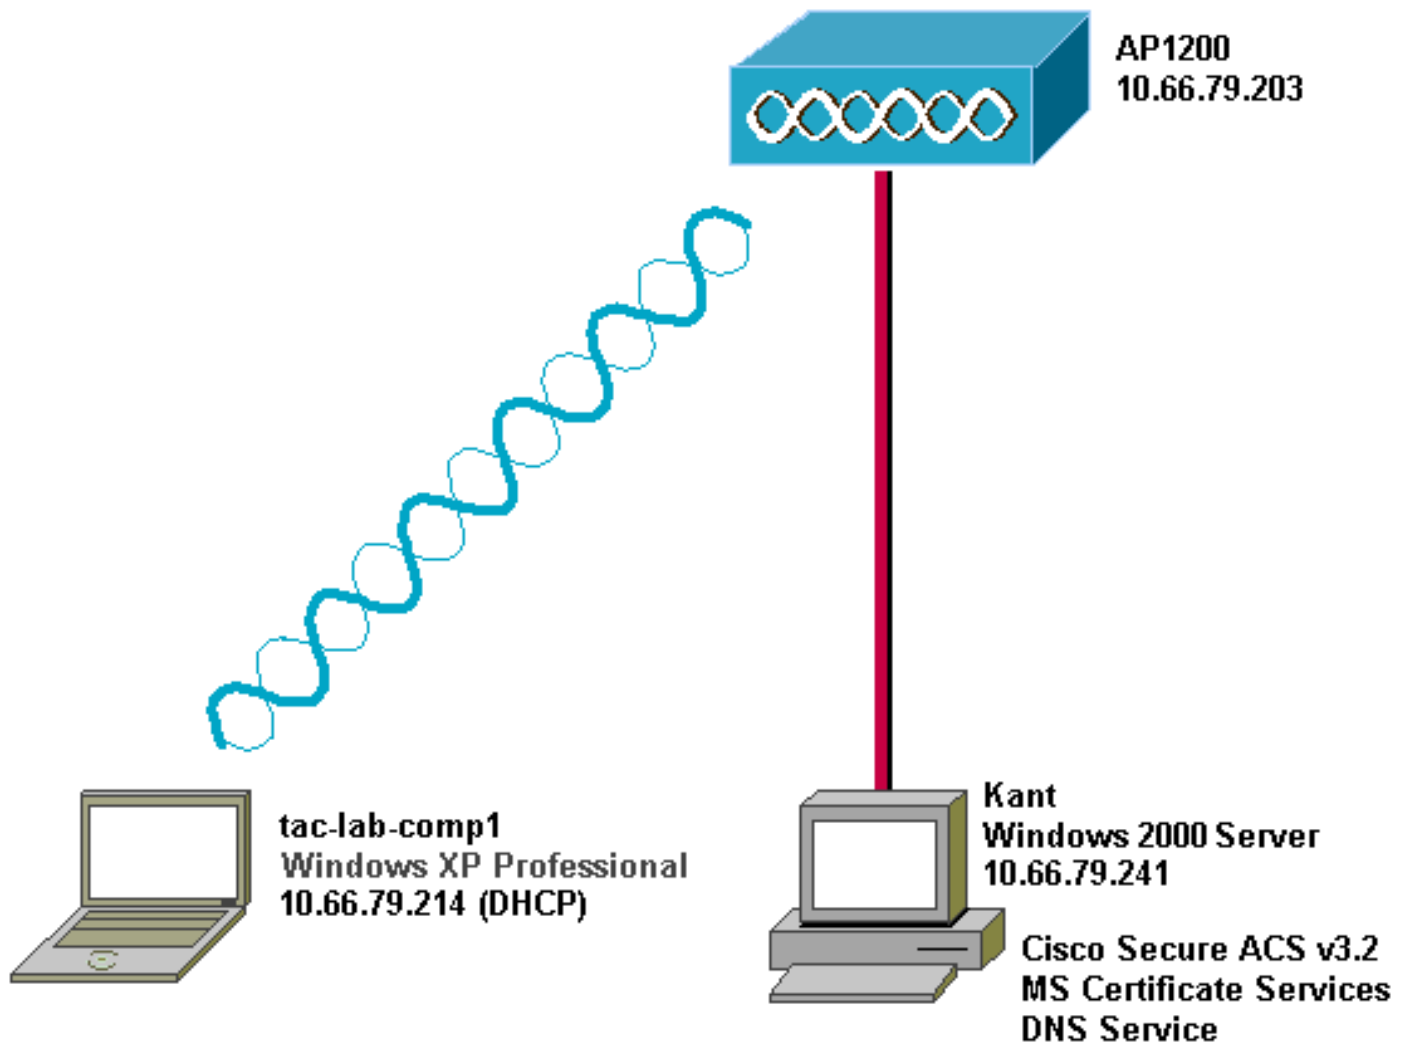 AP1200
10.66.79.203
tac-lab-comp1
Windows XP Professional
10.66.79.214 (DHCP)
Kant
Windows 2000 Server
10.66.79.241
Cisco Secure ACS v3.2
MS Certificate Services
DNS Service